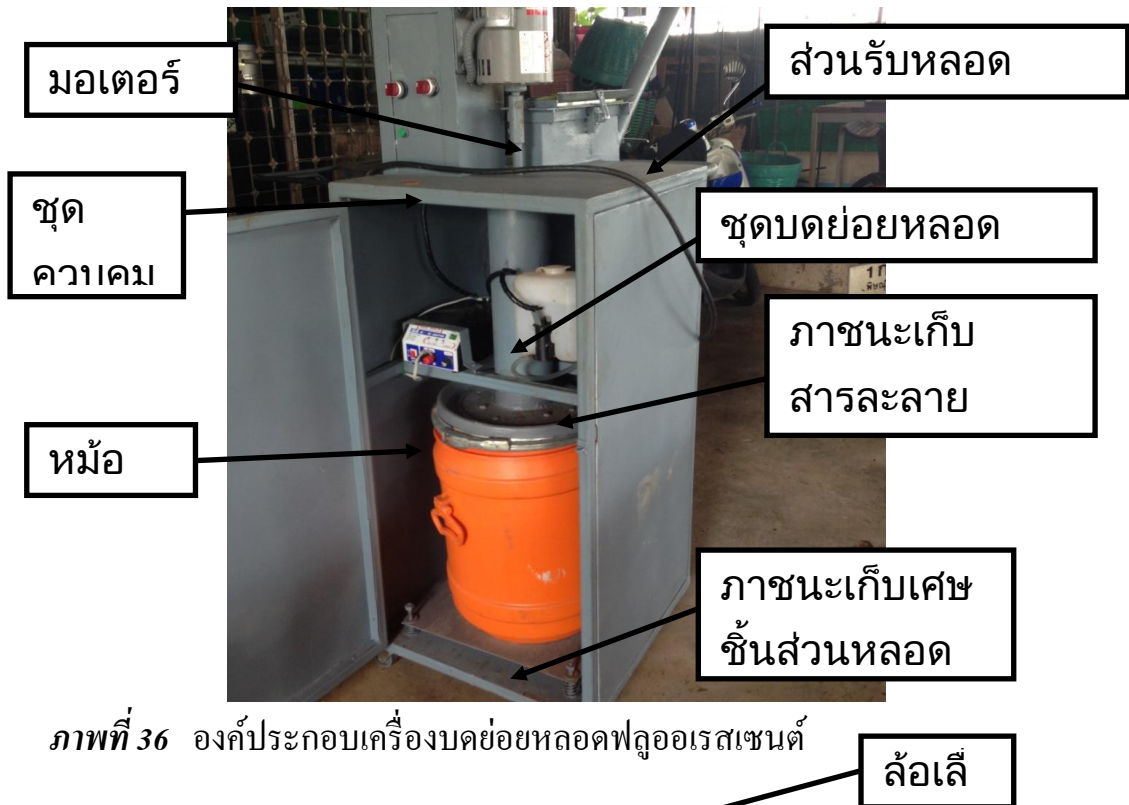 มอเตอร์
ส่วนรับหลอด
ชุด
ควบคุม
ชุดบดย่อยหลอด
ภาชนะเก็บ
สารละลาย
หม้อ
ภาชนะเก็บเศษ
ชิ้นส่วนหลอด
ภาพที่ 36 องค์ประกอบเครื่องบดย่อยหลอดฟลูออเรสเซนต์
ล้อเลื่